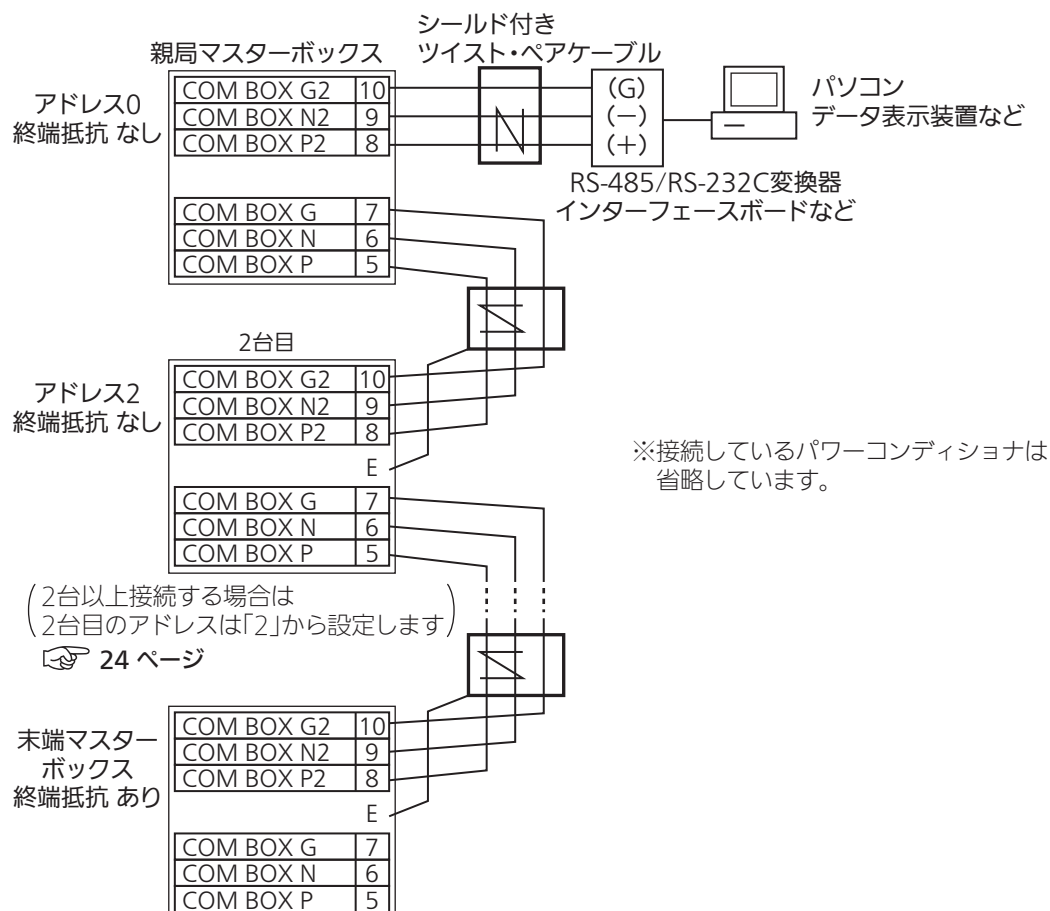 シールド付き
ツイスト・ペアケーブル
親局マスターボックス
アドレス0
終端抵抗 なし
COM BOX G2 10
COM BOX N2 9
COM BOX P2 8
(G)
(−)
(+)
パソコン
データ表示装置など
RS-485/RS-232C変換器
インターフェースボードなど
COM BOX G 7
COM BOX N 6
COM BOX P 5
2台目
アドレス2
終端抵抗 なし
COM BOX G2 10
COM BOX N2 9
COM BOX P2 8
E
COM BOX G 7
COM BOX N 6
COM BOX P 5
※接続しているパワーコンディショナは
省略しています。
(2台以上接続する場合は
2台目のアドレスは「2」から設定します)
24 ページ
末端マスター
ボックス
終端抵抗 あり
COM BOX G2 10
COM BOX N2 9
COM BOX P2 8
E
COM BOX G 7
COM BOX N 6
COM BOX P 5